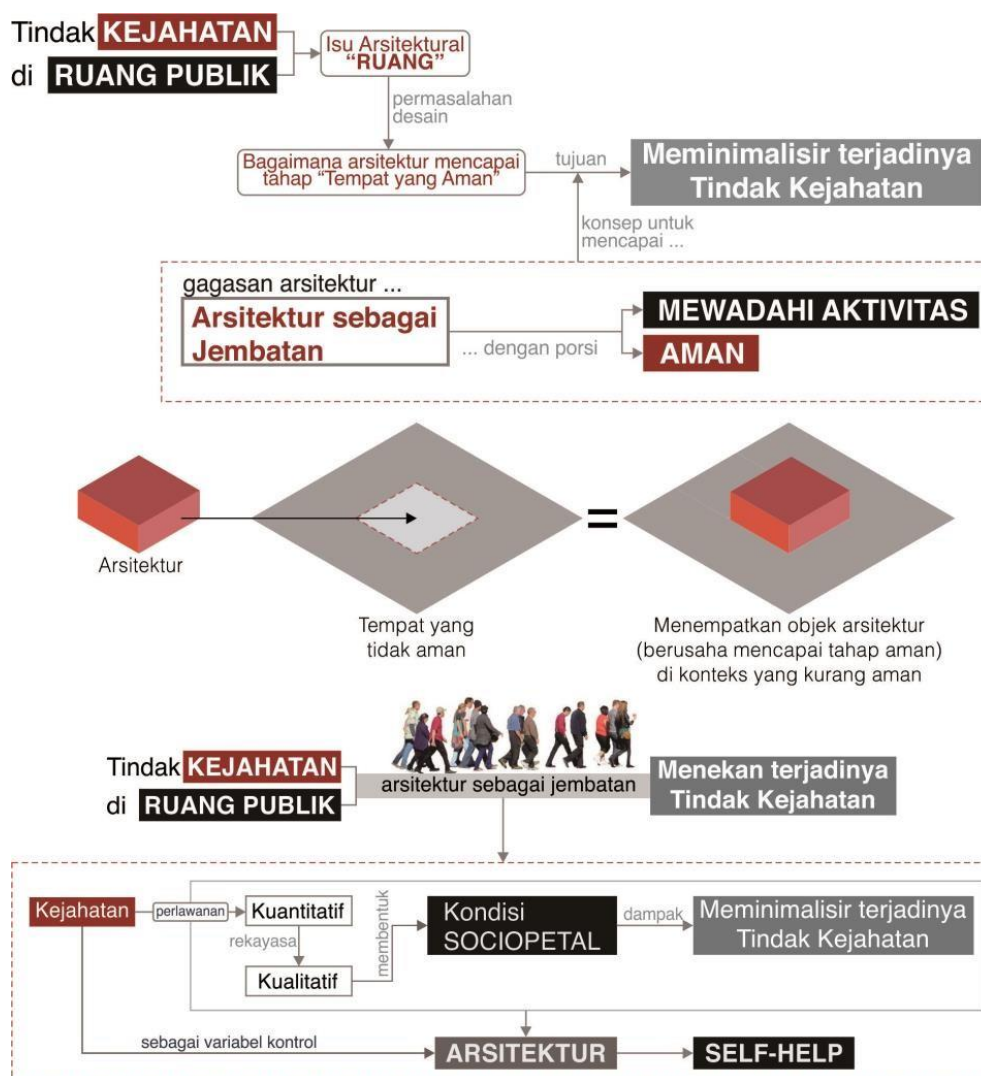 Tindak KEJAHATAN
di RUANG PUBLIK
Isu Arsitektural
“RUANG”
permasalahan
desain
Bagaimana arsitektur mencapai
tahap “Tempat yang Aman”
tujuan
Meminimalisir terjadinya
Tindak Kejahatan
konsep untuk
mencapai ...
gagasan arsitektur ...
Arsitektur sebagai
Jembatan
... dengan porsi
MEWADAHI AKTIVITAS
AMAN
Arsitektur
Tempat yang
tidak aman
=
Menempatkan objek arsitektur
(berusaha mencapai tahap aman)
di konteks yang kurang aman
Tindak KEJAHATAN
di RUANG PUBLIK
arsitektur sebagai jembatan
Menekan terjadinya
Tindak Kejahatan
Kejahatan
perlawanan
Kuantitatif
rekayasa
Kualitatif
membentuk
Kondisi
SOCIOPETAL
dampak
Meminimalisir terjadinya
Tindak Kejahatan
sebagai variabel kontrol
ARSITEKTUR
SELF-HELP